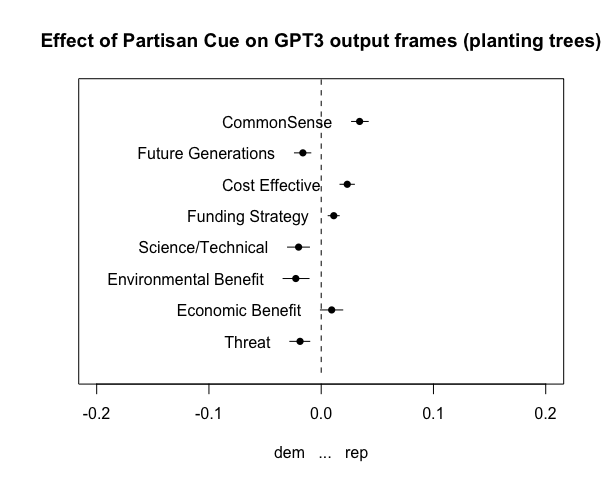 Effect of Partisan Cue on GPT3 output frames (planting trees)
CommonSense
Future Generations
Cost Effective
Funding Strategy
Science/Technical
Environmental Benefit
Economic Benefit
Threat
-0.2 -0.1 0.0 0.1 0.2
dem ... rep